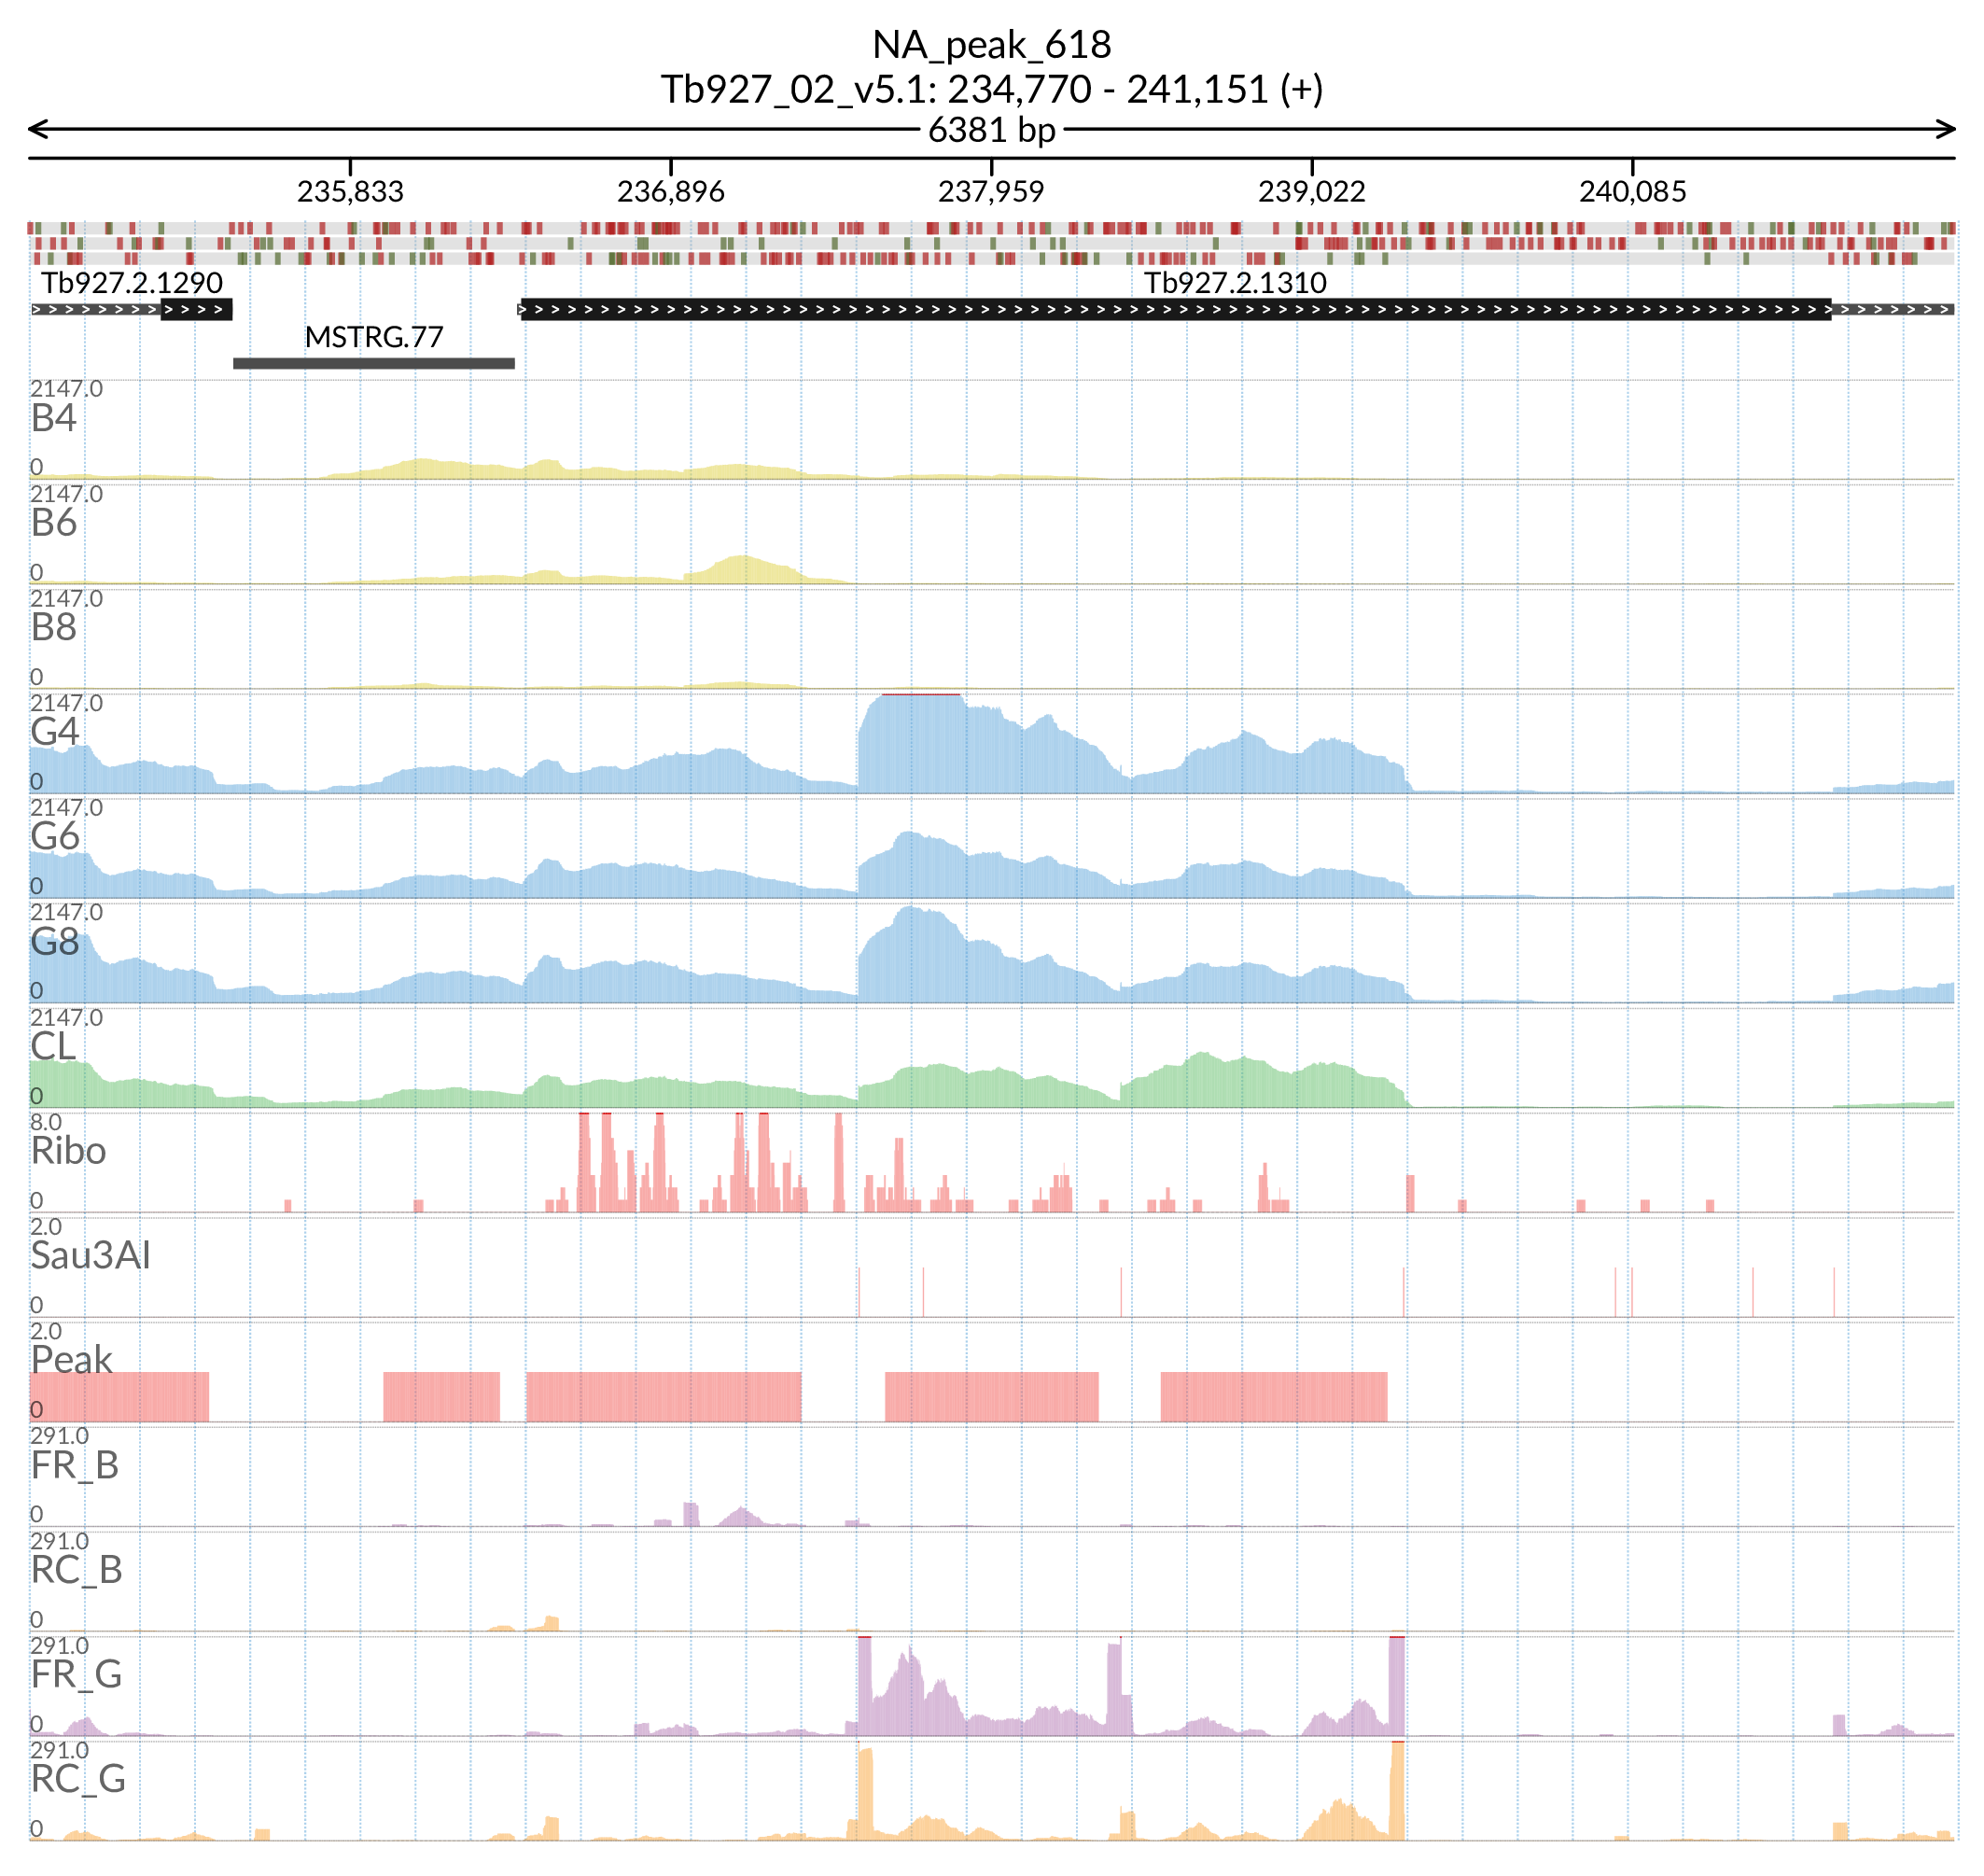 NA_peak_618
Tb927_02_v5.1: 234,770 - 241,151 (+)
6381 bp
235,833 236,896 237,959 239,022 240,085
Tb927.2.1290 Tb927.2.1310
MSTRG.77
2147.0
B4
0
2147.0
B6
0
2147.0
B8
0
2147.0
G4
0
2147.0
G6
0
2147.0
G8
0
2147.0
CL
0
8.0
Ribo
0
2.0
Sau3AI
0
2.0
Peak
0
291.0
FR_B
0
291.0
RC_B
0
291.0
FR_G
0
291.0
RC_G
0